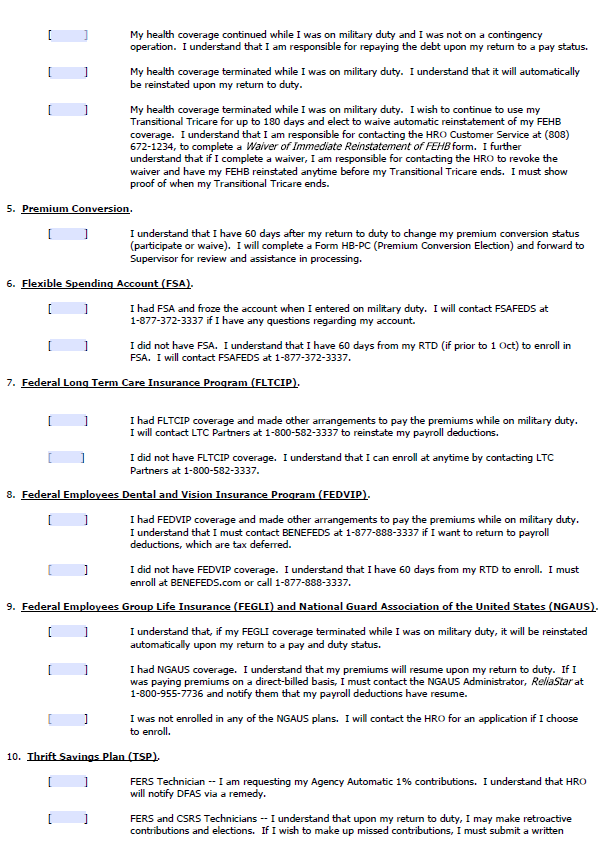 [ ] My health coverage continued while I was on military duty and I was not on a contingency
operation. I understand that I am responsible for repaying the debt upon my return to a pay status.
[ ] My health coverage terminated while I was on military duty. I understand that it will automatically
be reinstated upon my return to duty.
[ ] My health coverage terminated while I was on military duty. I wish to continue to use my
Transitional Tricare for up to 180 days and elect to waive automatic reinstatement of my FEHB
coverage. I understand that I am responsible for contacting the HRO Customer Service at (808)
672-1234, to complete a Waiver of Immediate Reinstatement of FEHB form. I further
understand that if I complete a waiver, I am responsible for contacting the HRO to revoke the
waiver and have my FEHB reinstated anytime before my Transitional Tricare ends. I must show
proof of when my Transitional Tricare ends.
5. Premium Conversion.
[ ] I understand that I have 60 days after my return to duty to change my premium conversion status
(participate or waive). I will complete a Form HB-PC (Premium Conversion Election) and forward to
Supervisor for review and assistance in processing.
6. Flexible Spending Account (FSA).
[ ] I had FSA and froze the account when I entered on military duty. I will contact FSAFEDS at
1-877-372-3337 if I have any questions regarding my account.
[ ] I did not have FSA. I understand that I have 60 days from my RTD (if prior to 1 Oct) to enroll in
FSA. I will contact FSAFEDS at 1-877-372-3337.
7. Federal Long Term Care Insurance Program (FLTCIP).
[ ] I had FLTCIP coverage and made other arrangements to pay the premiums while on military duty.
I will contact LTC Partners at 1-800-582-3337 to reinstate my payroll deductions.
[ ] I did not have FLTCIP coverage. I understand that I can enroll at anytime by contacting LTC
Partners at 1-800-582-3337.
8. Federal Employees Dental and Vision Insurance Program (FEDVIP).
[ ] I had FEDVIP coverage and made other arrangements to pay the premiums while on military duty.
I understand that I must contact BENEFEDS at 1-877-888-3337 if I want to return to payroll
deductions, which are tax deferred.
[ ] I did not have FEDVIP coverage. I understand that I have 60 days from my RTD to enroll. I must
enroll at BENEFEDS.com or call 1-877-888-3337.
9. Federal Employees Group Life Insurance (FEGLI) and National Guard Association of the United States (NGAUS).
[ ] I understand that, if my FEGLI coverage terminated while I was on military duty, it will be reinstated
automatically upon my return to a pay and duty status.
[ ] I had NGAUS coverage. I understand that my premiums will resume upon my return to duty. If I
was paying premiums on a direct-billed basis, I must contact the NGAUS Administrator, ReliaStar at
1-800-955-7736 and notify them that my payroll deductions have resume.
[ ] I was not enrolled in any of the NGAUS plans. I will contact the HRO for an application if I choose
to enroll.
10. Thrift Savings Plan (TSP).
[ ] FERS Technician -- I am requesting my Agency Automatic 1% contributions. I understand that HRO
will notify DFAS via a remedy.
[ ] FERS and CSRS Technicians -- I understand that upon my return to duty, I may make retroactive
contributions and elections. If I wish to make up missed contributions, I must submit a written